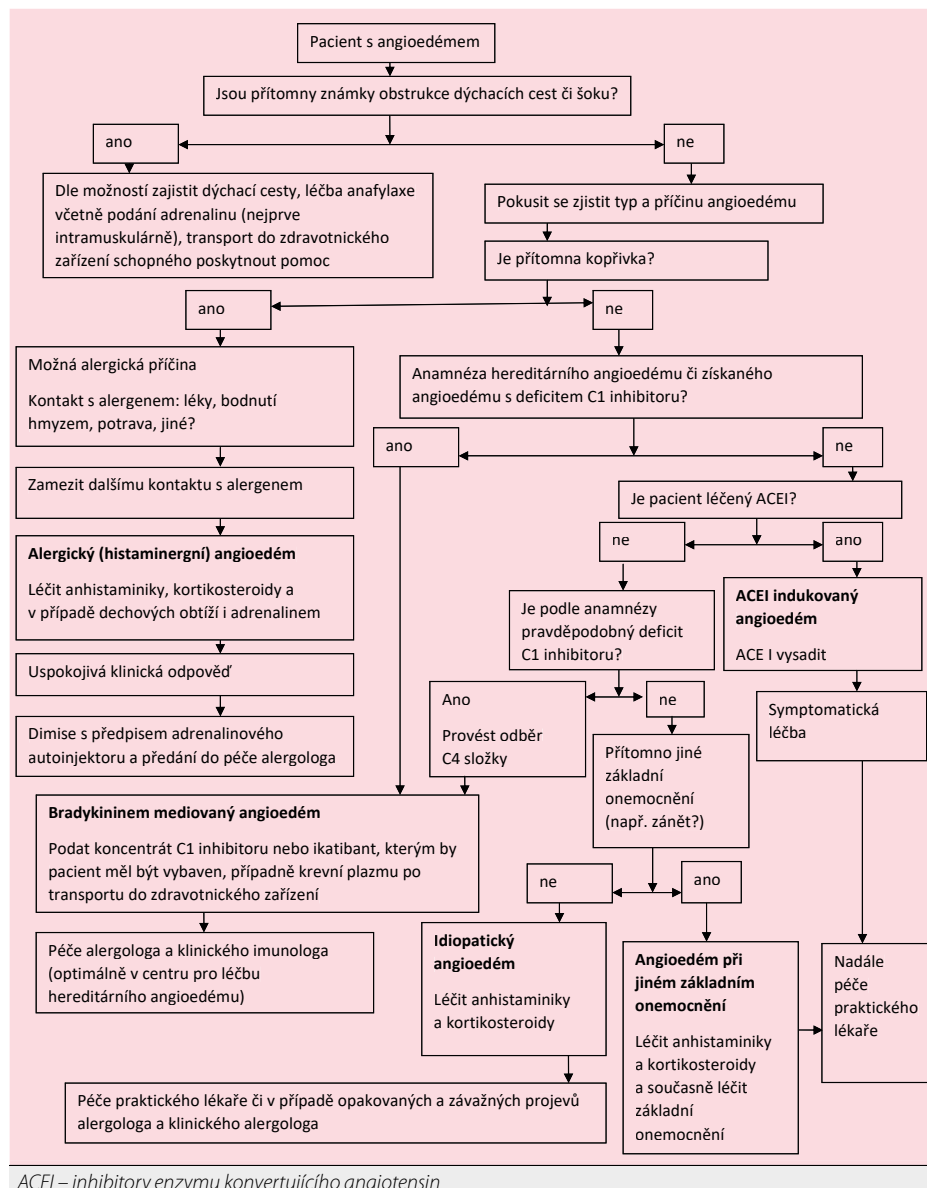 Pacient s angioedémem
Jsou přítomny známky obstrukce dýchacích cest či šoku?
ano
ne
Dle možností zajistit dýchací cesty, léčba anafylaxe
včetně podání adrenalinu (nejprve
intramuskulárně), transport do zdravotnického
zařízení schopného poskytnout pomoc
Pokusit se zjistit typ a příčinu angioedému
Je přítomna kopřivka?
ano
ne
Možná alergická příčina
Kontakt s alergenem: léky, bodnutí
hmyzem, potrava, jiné?
Anamnéza hereditárního angioedému či získaného
angioedému s deficitem C1 inhibitoru?
ano
ne
Zamezit dalšímu kontaktu s alergenem
Je pacient léčený ACEI?
ne
ano
Alergický (histaminergní) angioedém
Léčit anhistaminiky, kortikosteroidy a
v případě dechových obtíží i adrenalinem
Je podle anamnézy
pravděpodobný deficit
C1 inhibitoru?
ACEI indukovaný
angioedém
ACE I vysadit
Uspokojivá klinická odpověď
Ano
Provést odběr
C4 složky
ne
Symptomatická
léčba
Dimise s předpisem adrenalinového
autoinjektoru a předání do péče alergologa
Přítomno jiné
základní
onemocnění
(např. zánět?)
Bradykininem mediovaný angioedém
Podat koncentrát C1 inhibitoru nebo ikatibant, kterým by
pacient měl být vybaven, případně krevní plazmu po
transportu do zdravotnického zařízení
ne
ano
Péče alergologa a klinického imunologa
(optimálně v centru pro léčbu
hereditárního angioedému)
Idiopatický
angioedém
Léčit anhistaminiky
a kortikosteroidy
Angioedém při
jiném základním
onemocnění
Léčit anhistaminiky
a kortikosteroidy
a současně léčit
základní
onemocnění
Nadále
péče
praktického
lékaře
Péče praktického lékaře či v případě opakovaných a závažných projevů
alergologa a klinického alergologa
ACEI – inhibitory enzymu konvertujícího angiotensin